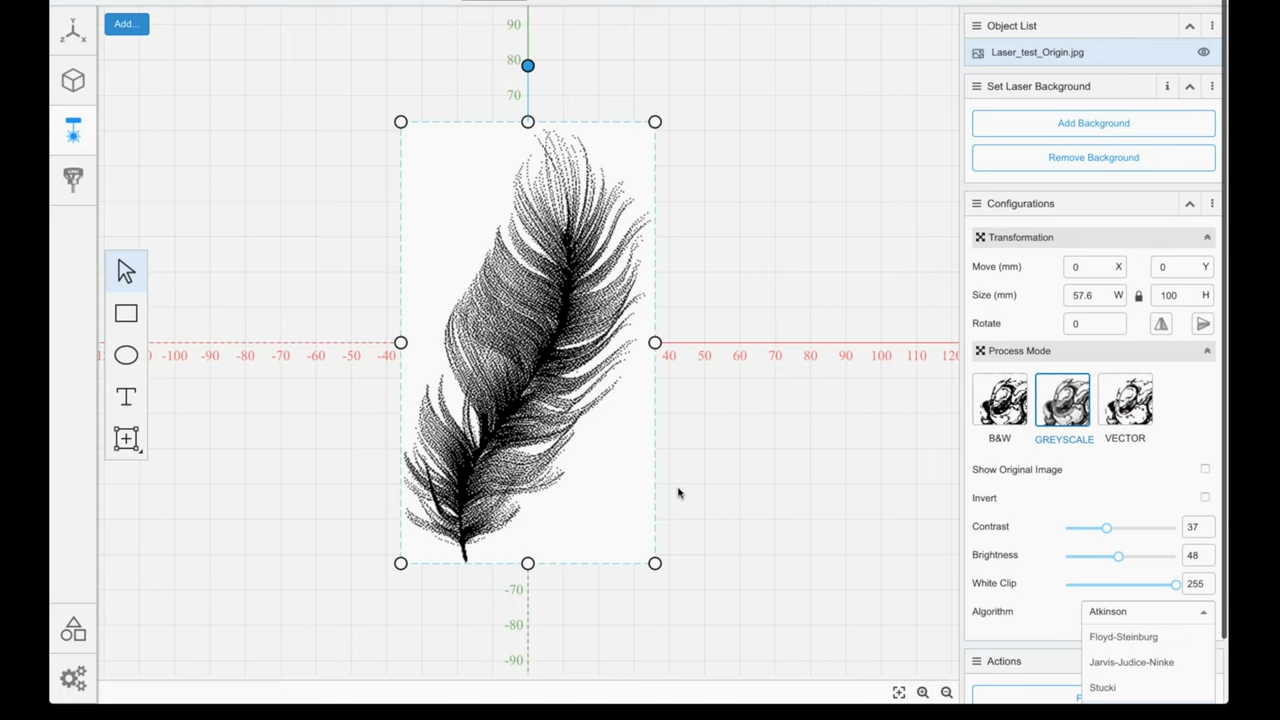 Y
Z X
Add...
90
80
70
-100 -90 -80 -70 -60 -50 -40
40 50 60 70 80 90 100 110 120
-70
-80
-90
T
Object List
Laser_test_Origin.jpg
Set Laser Background
i
Add Background
Remove Background
Configurations
Transformation
Move (mm) 0 X 0 Y
Size (mm) 57.6 W 100 H
Rotate 0
Process Mode
B&W GREYSCALE VECTOR
Show Original Image
Invert
Contrast 37
Brightness 48
White Clip 255
Algorithm Atkinson
Floyd-Steinburg
Actions
Jarvis-Judice-Ninke
Stucki